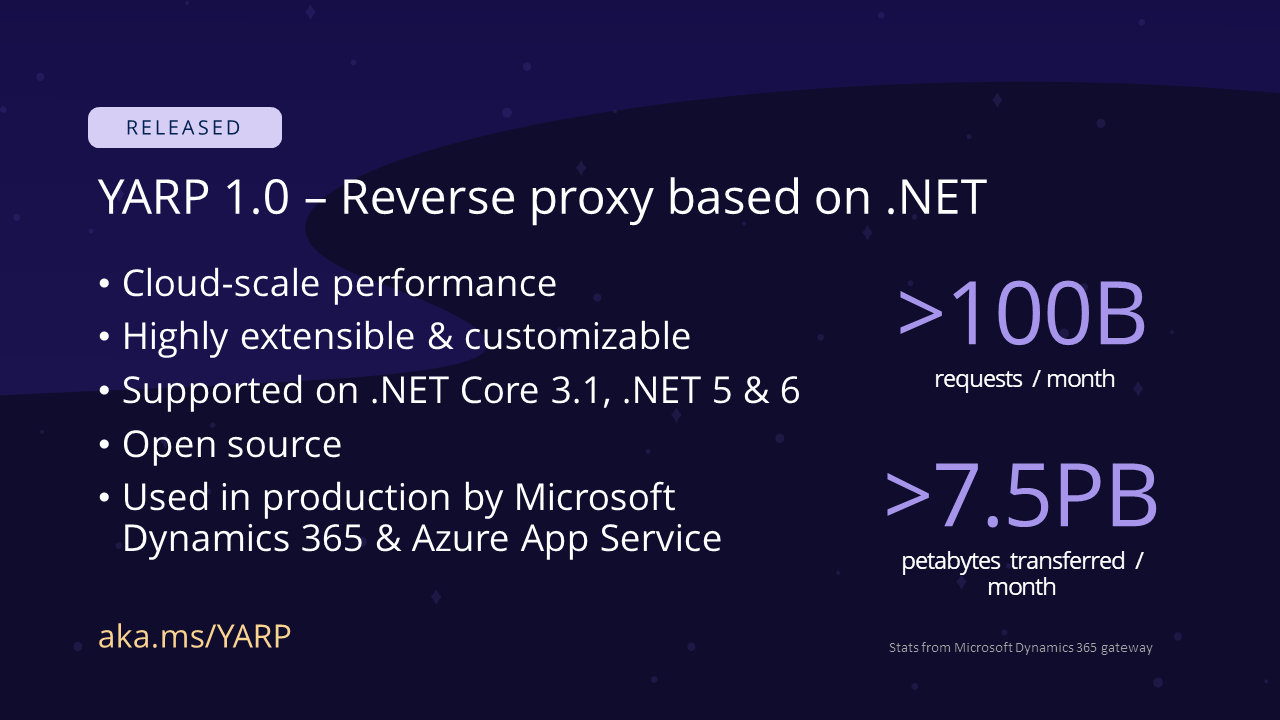 RELEASED
YARP 1.0 – Reverse proxy based on .NET
• Cloud-scale performance
• Highly extensible & customizable
• Supported on .NET Core 3.1, .NET 5 & 6
• Open source
• Used in production by Microsoft
Dynamics 365 & Azure App Service
aka.ms/YARP
>100B
requests / month
>7.5PB
petabytes transferred /
month
Stats from Microsoft Dynamics 365 gateway